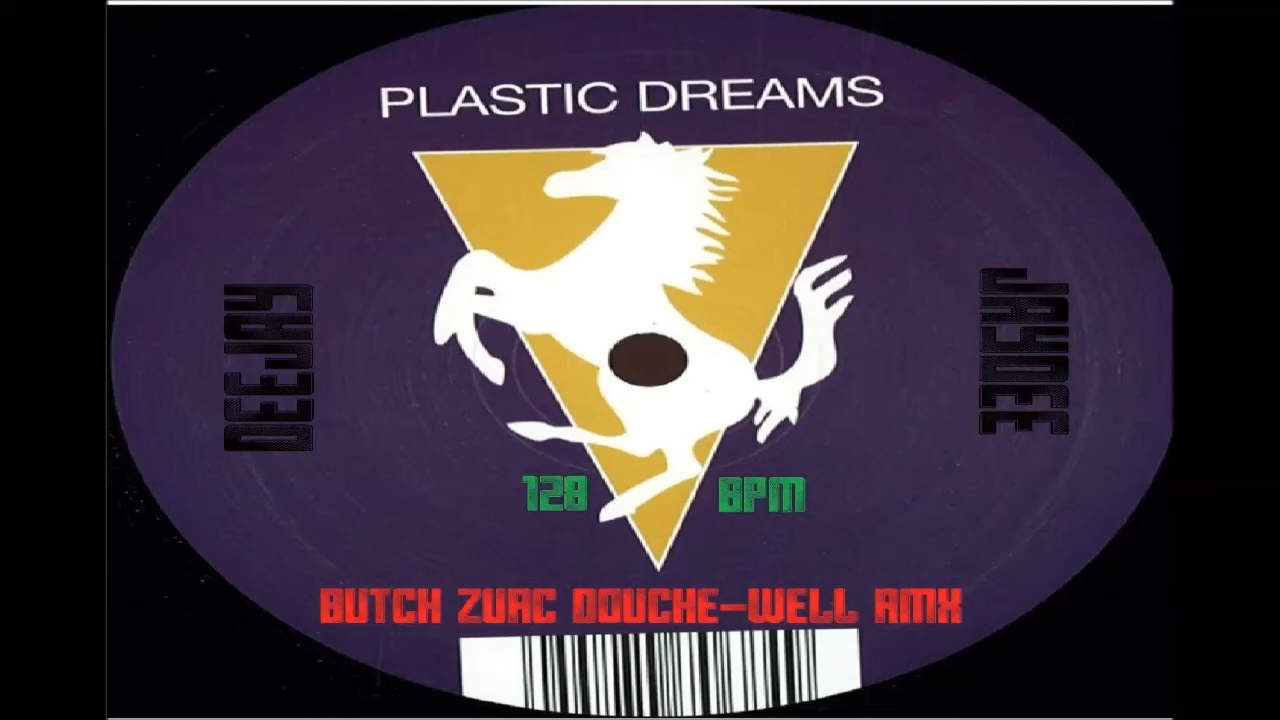 PLASTIC DREAMS
DEEJAY
JAYDEE
128 BPM
BUTCH ZURC DOUCHE-WELL RMX